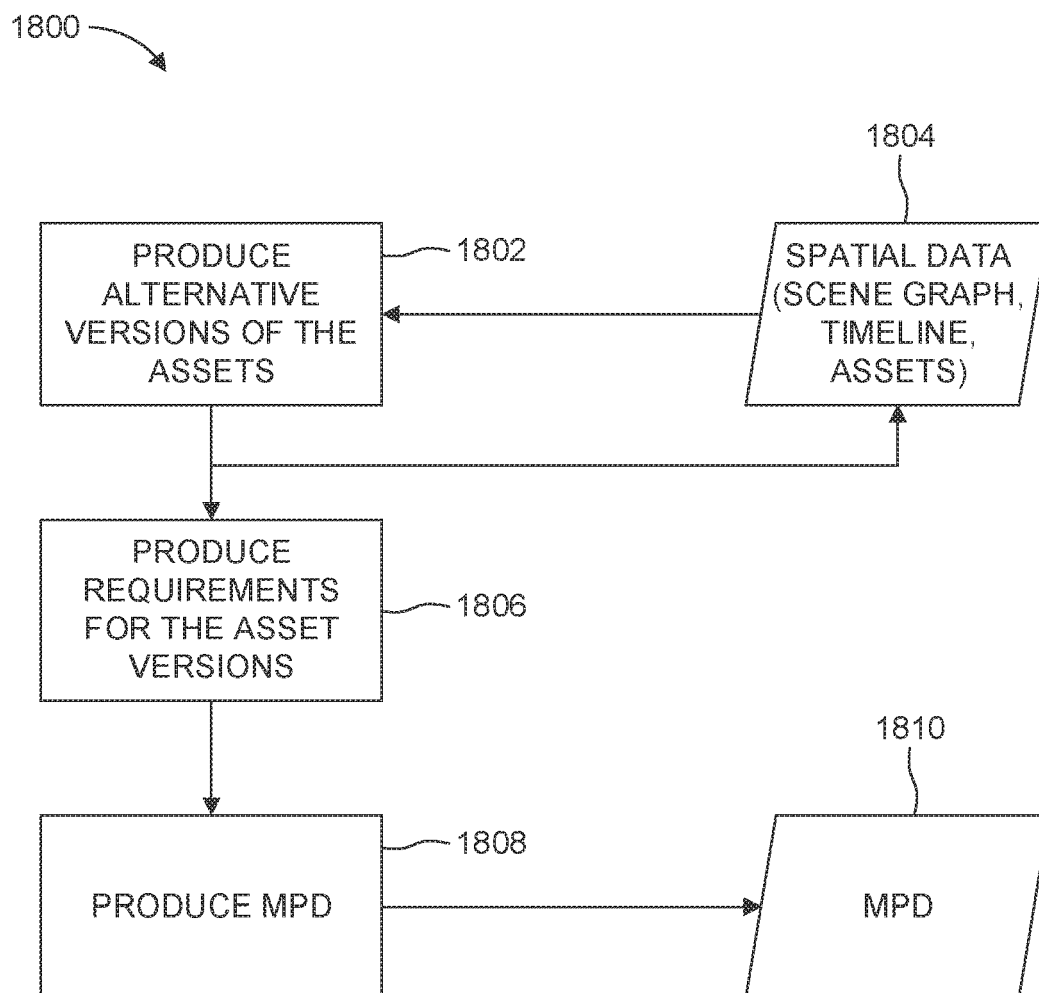 1800
1804
PRODUCE
ALTERNATIVE
VERSIONS OF THE
ASSETS
1802
SPATIAL DATA
(SCENE GRAPH,
TIMELINE,
ASSETS)
PRODUCE
REQUIREMENTS
FOR THE ASSET
VERSIONS
1806
1810
PRODUCE MPD
1808
MPD